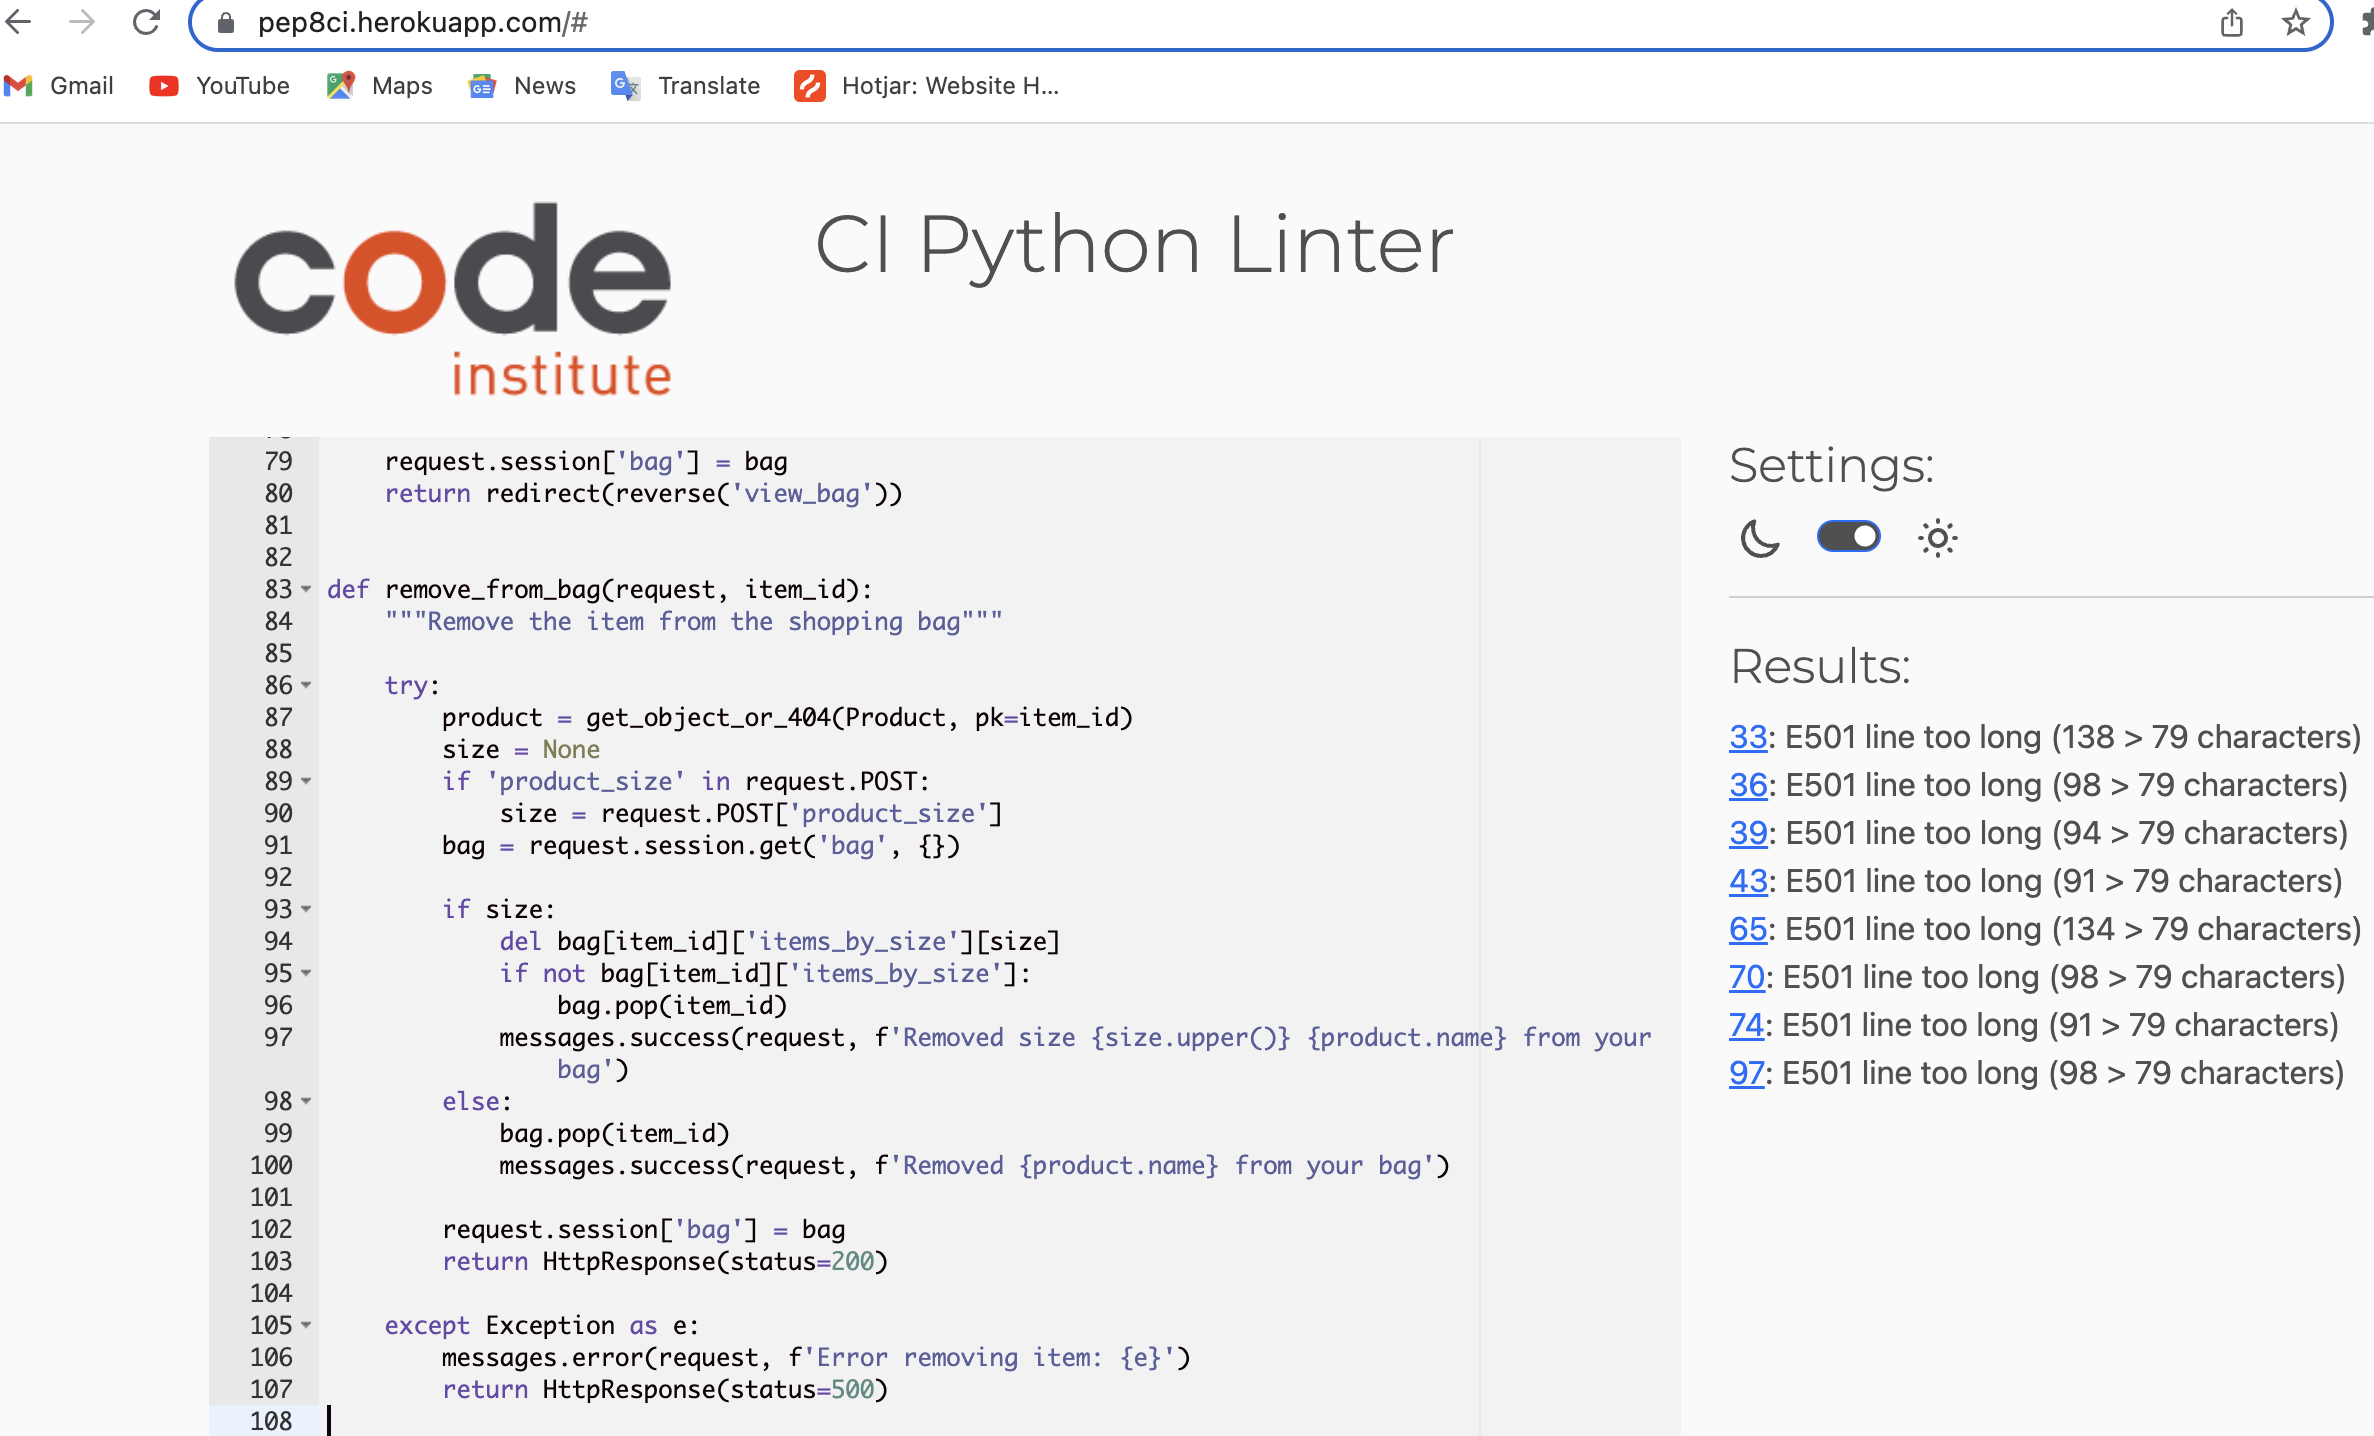 pep8ci.herokuapp.com/#
Gmail YouTube Maps News Translate Hotjar: Website H...
code
institute
CI Python Linter
79 request.session['bag'] = bag
80 return redirect(reverse('view_bag'))
81
82
83 def remove_from_bag(request, item_id):
84 """Remove the item from the shopping bag"""
85
86 try:
87 product = get_object_or_404(Product, pk=item_id)
88 size = None
89 if 'product_size' in request.POST:
90 size = request.POST['product_size']
91 bag = request.session.get('bag', {})
92
93 if size:
94 del bag[item_id]['items_by_size'][size]
95 if not bag[item_id]['items_by_size']:
96 bag.pop(item_id)
97 messages.success(request, f'Removed size {size.upper()} {product.name} from your
bag')
98 else:
99 bag.pop(item_id)
100 messages.success(request, f'Removed {product.name} from your bag')
101
102 request.session['bag'] = bag
103 return HttpResponse(status=200)
104
105 except Exception as e:
106 messages.error(request, f'Error removing item: {e}')
107 return HttpResponse(status=500)
108
Settings:
Results:
33: E501 line too long (138 > 79 characters)
36: E501 line too long (98 > 79 characters)
39: E501 line too long (94 > 79 characters)
43: E501 line too long (91 > 79 characters)
65: E501 line too long (134 > 79 characters)
70: E501 line too long (98 > 79 characters)
74: E501 line too long (91 > 79 characters)
97: E501 line too long (98 > 79 characters)